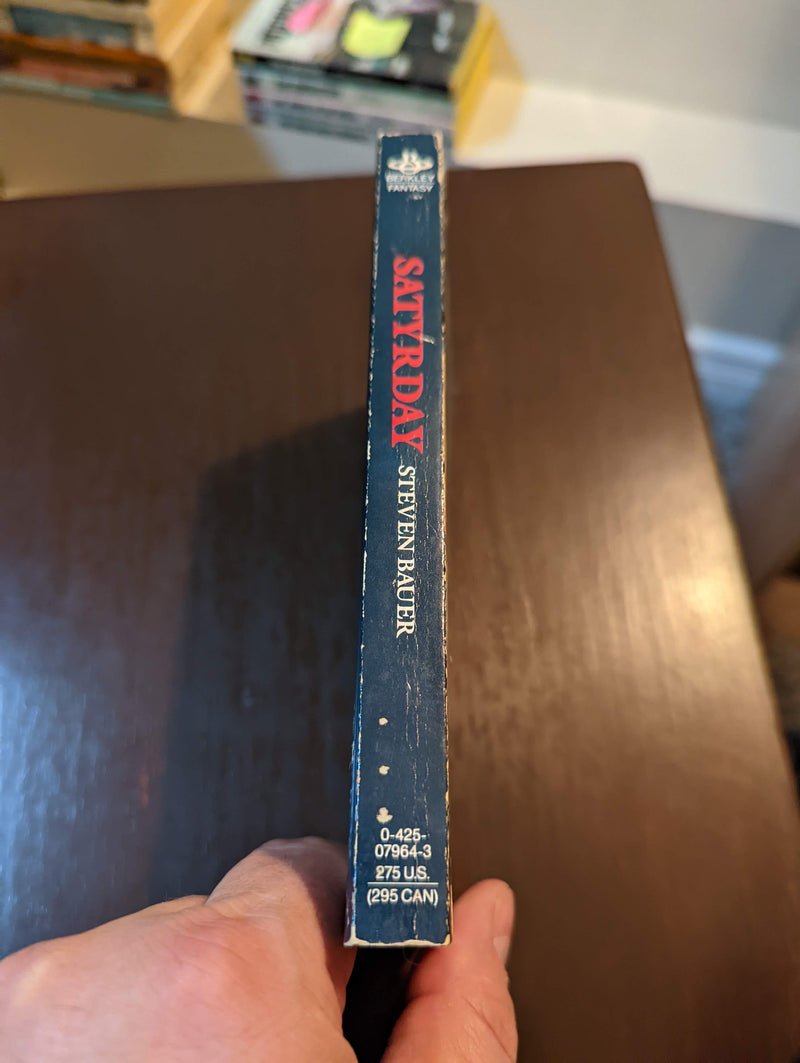 BERKLEY
FANTASY
SATYRDAY
STEVEN BAUER
0-425-
07964-3
275 U.S.
(295 CAN)